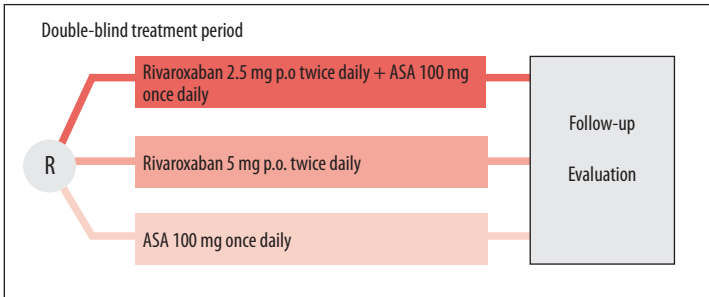 Double-blind treatment period
Rivaroxaban 2.5 mg p.o twice daily + ASA 100 mg
once daily
R
Rivaroxaban 5 mg p.o. twice daily
ASA 100 mg once daily
Follow-up
Evaluation